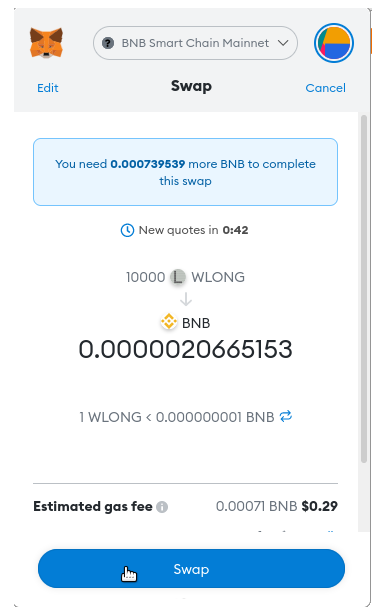 BNB Smart Chain Mainnet
Edit
Swap
Cancel
You need 0.000739539 more BNB to complete
this swap
New quotes in 0:42
10000 L WLONG
BNB
0.0000020665153
1 WLONG < 0.000000001 BNB
Estimated gas fee 0.00071 BNB $0.29
Swap